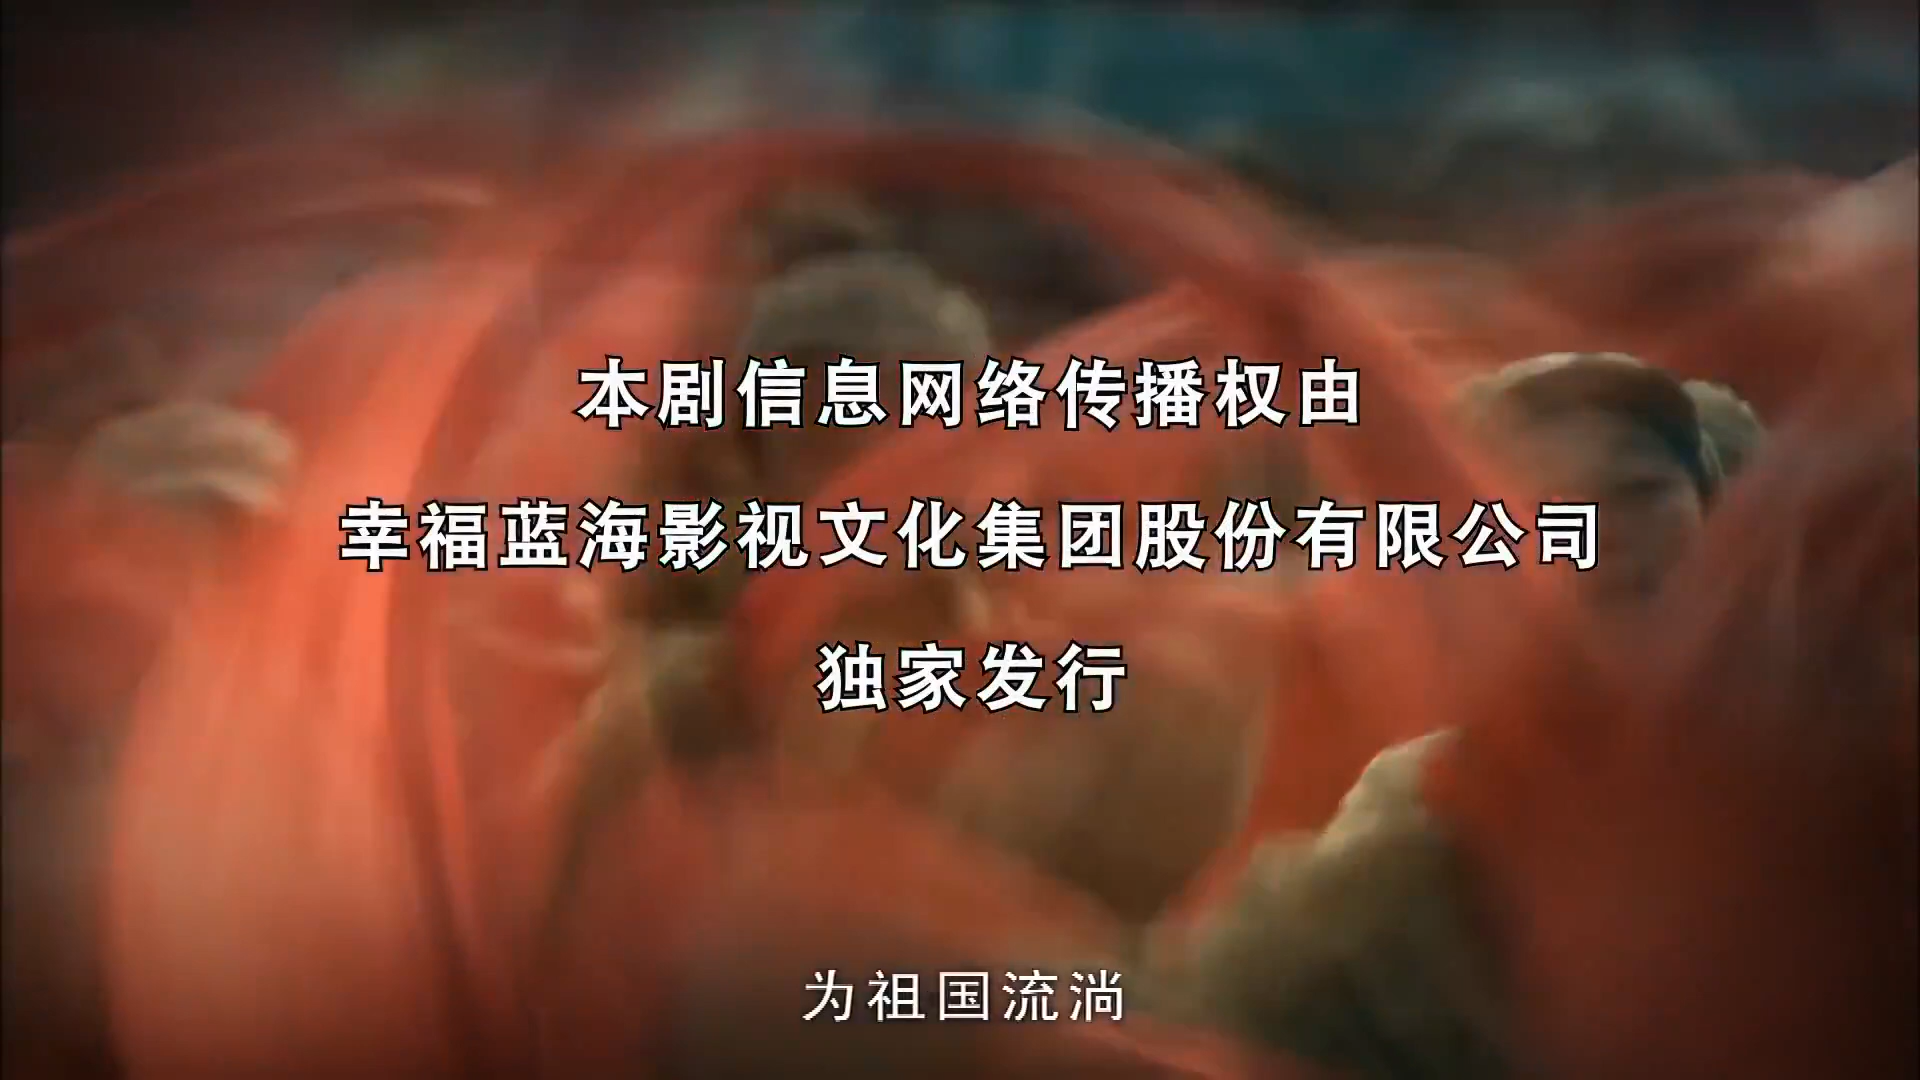 本剧信息网络传播权由
幸福蓝海影视文化集团股份有限公司
独家发行
为祖国流淌